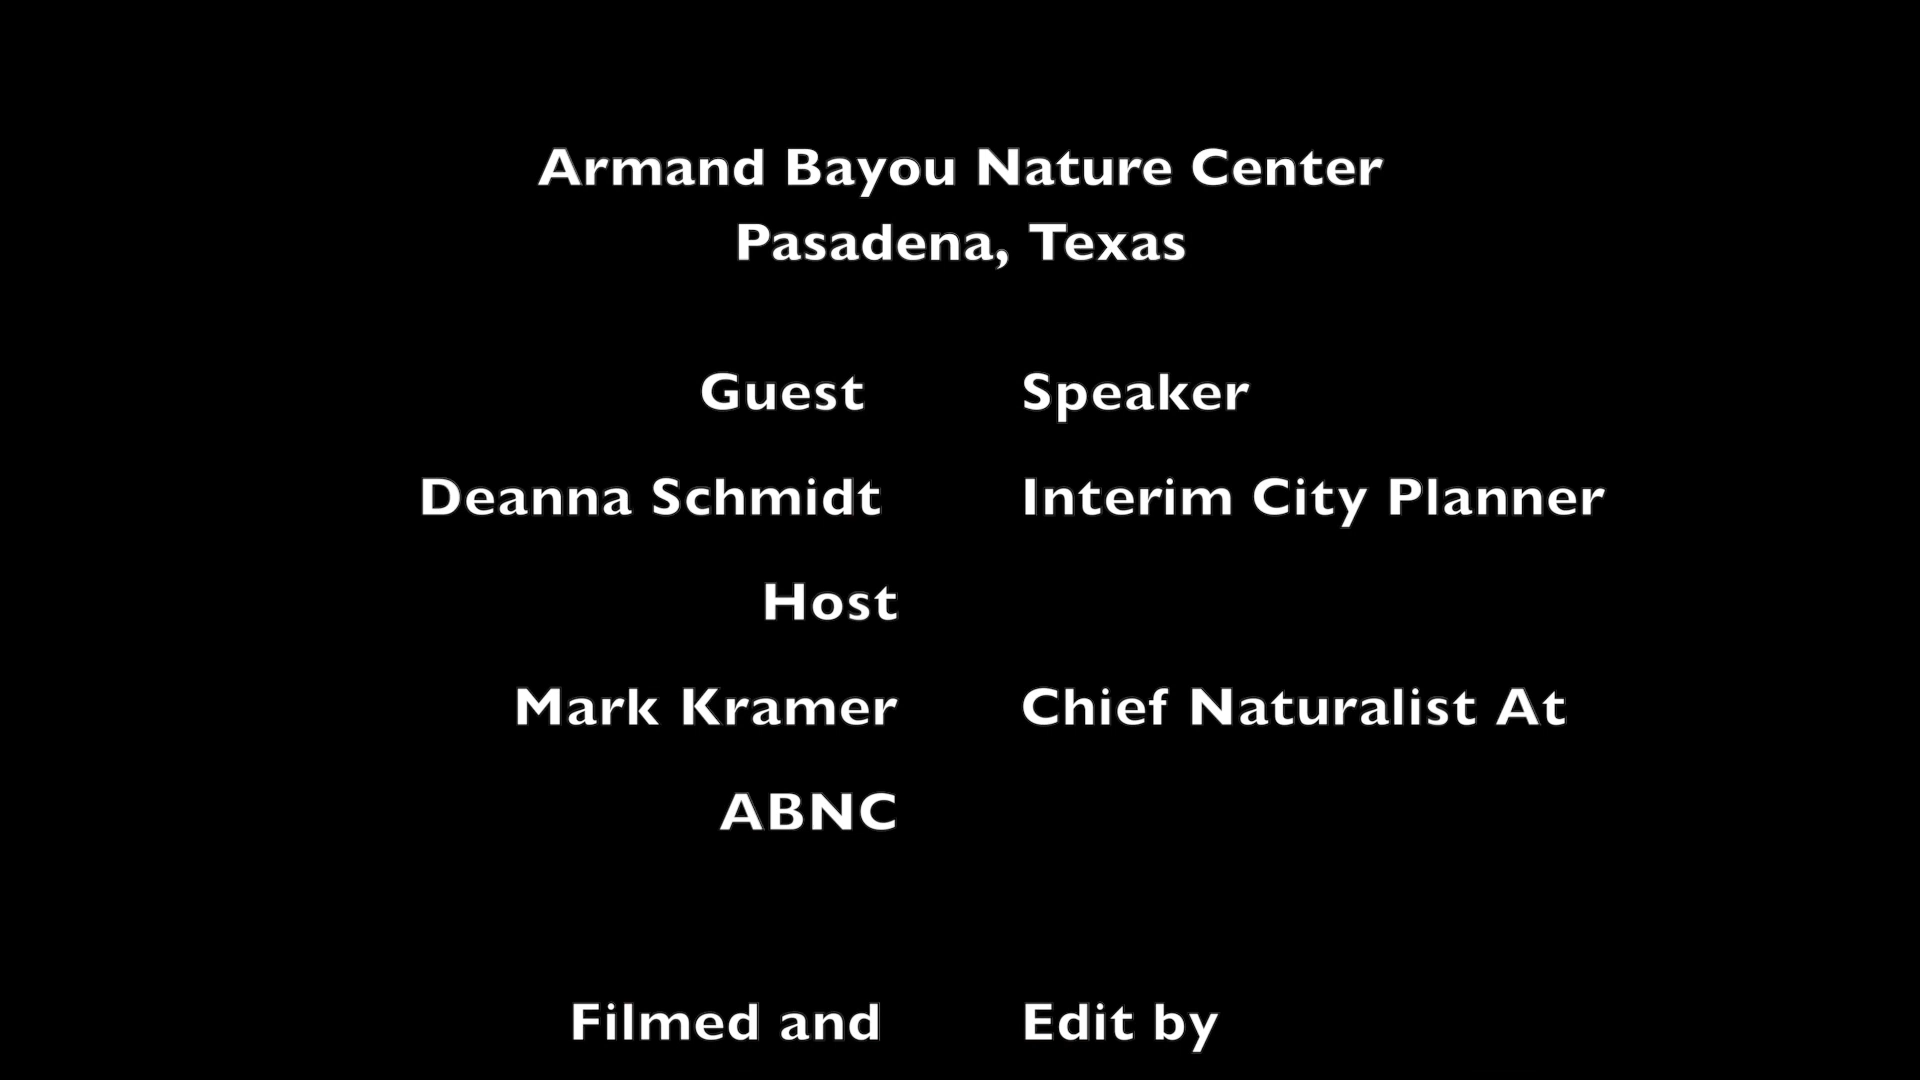 Armand Bayou Nature Center
Pasadena, Texas
Guest Speaker
Deanna Schmidt Interim City Planner
Host
Mark Kramer Chief Naturalist At
ABNC
Filmed and Edit by